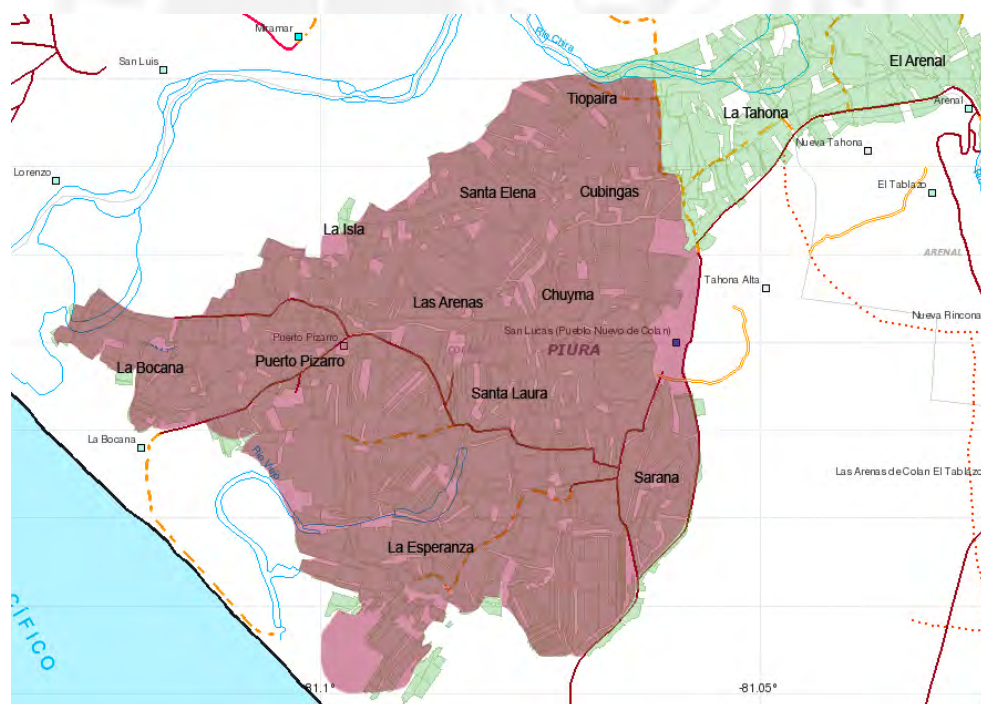 Miramar
Río Chira
San Luis
El Arenal
Tiopaira
La Tahona
Arenal
Nueva Tahona
Lorenzo
Santa Elena
Cubingas
El Tablazo
La Isla
ARENAL
Tahona Alta
Las Arenas
Chuyma
Nueva Rincona
San Lucas (Pueblo Nuevo de Colan)
Puerto Pizarro
PIURA
La Bocana
Puerto Pizarro
Santa Laura
La Bocana
Río Viejo
Sarana
Las Arenas de Colan El Tablazo
La Esperanza
CÍFICO
-81.1°
-81.05°